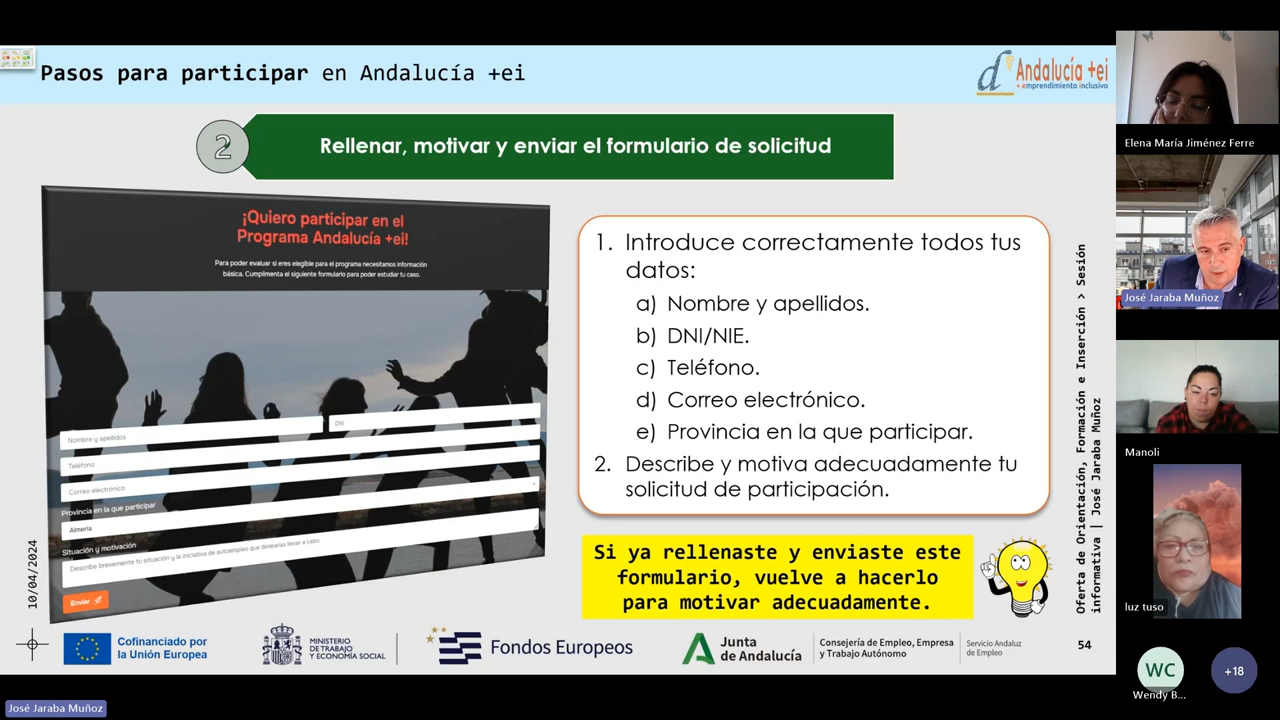 Pasos para participar en Andalucía +ei
Andalucía +ei
+ emprendimiento inclusivo
2
Rellenar, motivar y enviar el formulario de solicitud
¡Quiero participar en el
Programa Andalucía +ei!
Para poder evaluar si eres elegible para el programa necesitamos información
básica. Cumplimenta el siguiente formulario para poder estudiar tu caso.
Nombre y apellidos
DNI
Teléfono
Correo electrónico
Provincia en la que participar
Almería
Situación y motivación
Describe brevemente tu situación y la iniciativa de autoempleo que desearías llevar a cabo.
Enviar
1. Introduce correctamente todos tus
datos:
a) Nombre y apellidos.
b) DNI/NIE.
c) Teléfono.
d) Correo electrónico.
e) Provincia en la que participar.
2. Describe y motiva adecuadamente tu
solicitud de participación.
Si ya rellenaste y enviaste este
formulario, vuelve a hacerlo
para motivar adecuadamente.
10/04/2024
Oferta de Orientación, Formación e Inserción > Sesión
informativa | José Jaraba Muñoz
Cofinanciado por
la Unión Europea
MINISTERIO
DE TRABAJO
Y ECONOMÍA SOCIAL
Fondos Europeos
Junta
de Andalucía
Consejería de Empleo, Empresa
y Trabajo Autónomo
Servicio Andaluz
de Empleo
54
Elena María Jiménez Ferre
José Jaraba Muñoz
Manoli
luz tuso
WC
Wendy B...
+18
José Jaraba Muñoz